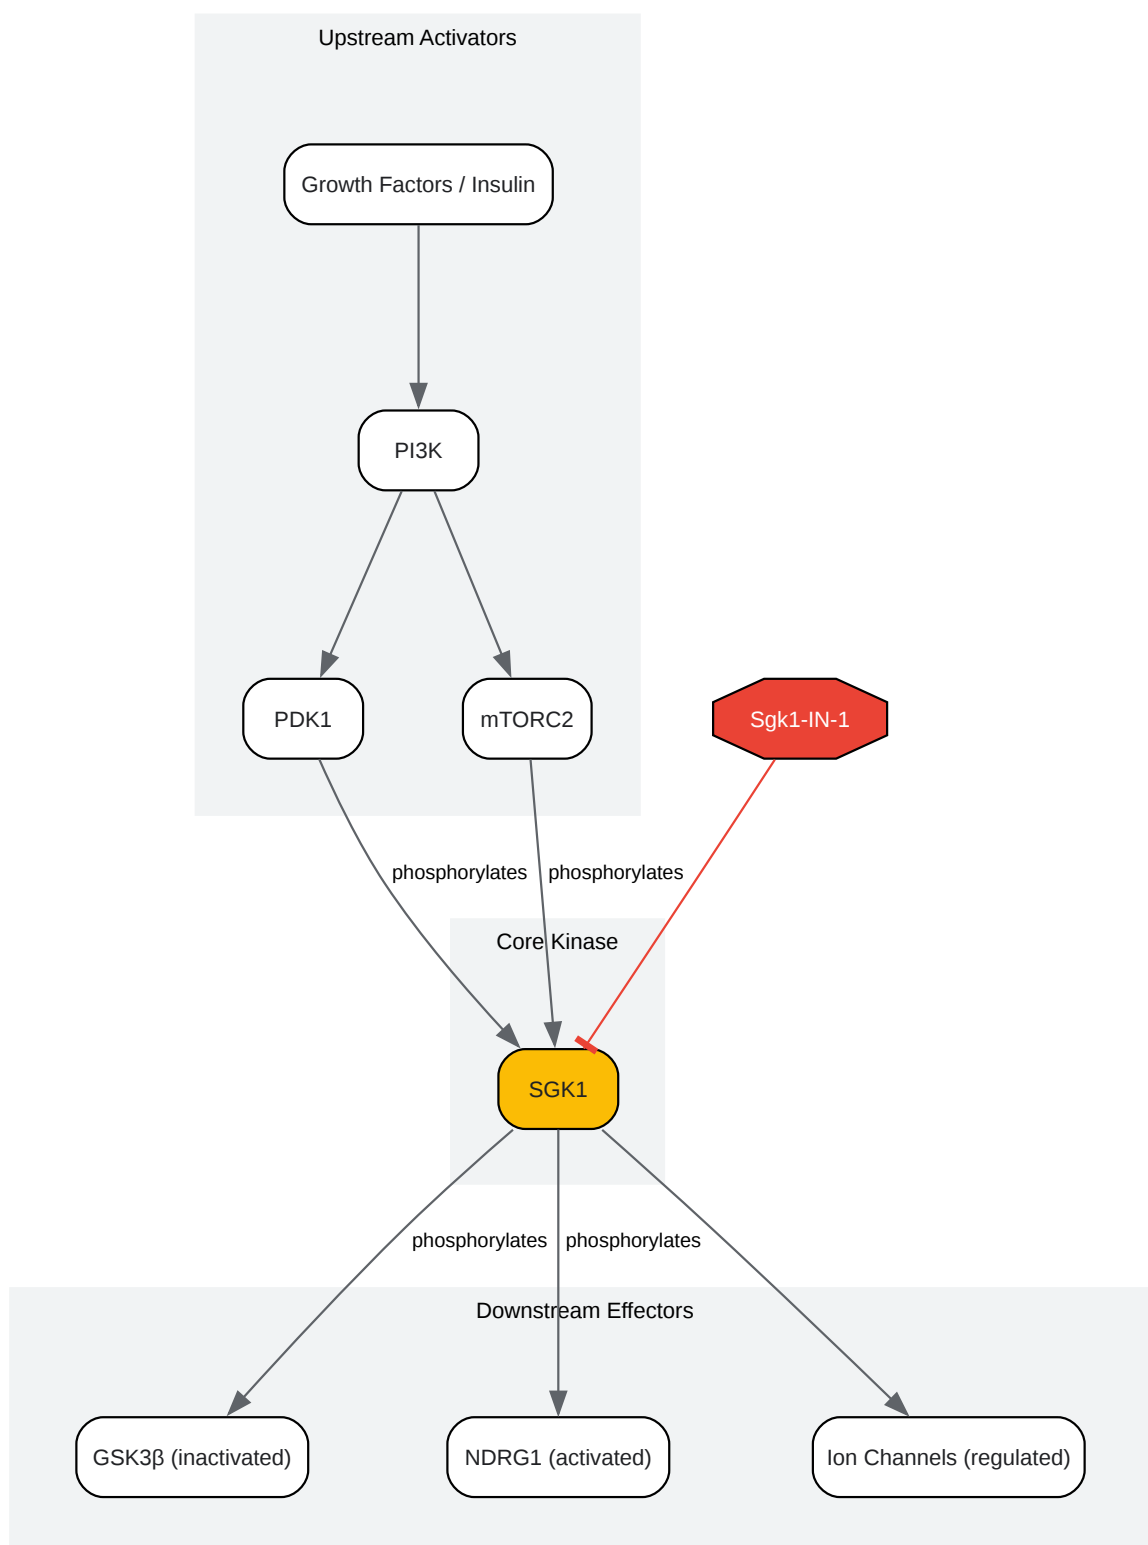 Upstream Activators
Growth Factors / Insulin
PI3K
PDK1
mTORC2
Sgk1-IN-1
phosphorylates
phosphorylates
Core Kinase
SGK1
phosphorylates
phosphorylates
Downstream Effectors
GSK3β (inactivated)
NDRG1 (activated)
Ion Channels (regulated)